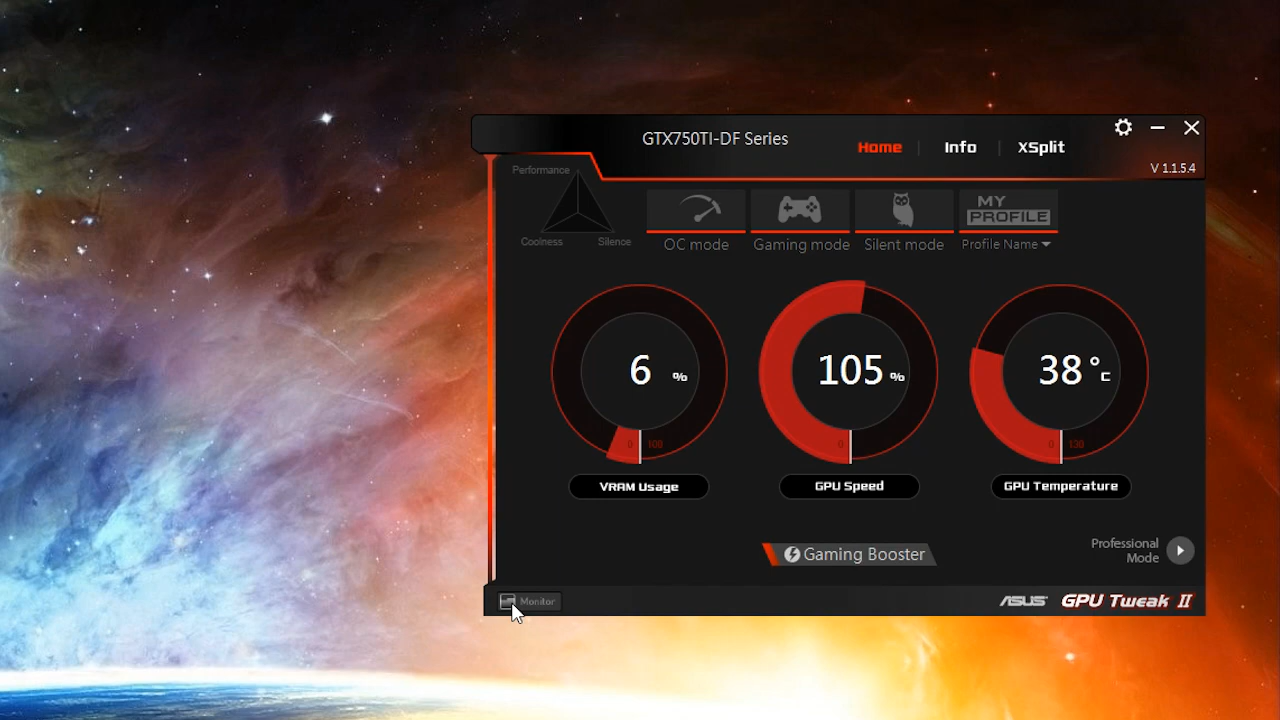 GTX750TI-DF Series
Home
Info
XSplit
V 1.1.5.4
Performance
Coolness
Silence
OC mode
Gaming mode
Silent mode
MY
PROFILE
Profile Name
6 %
0 100
VRAM Usage
105 %
0
GPU Speed
38 °C
0 130
GPU Temperature
Gaming Booster
Professional
Mode
Monitor
ASUS GPU Tweak II